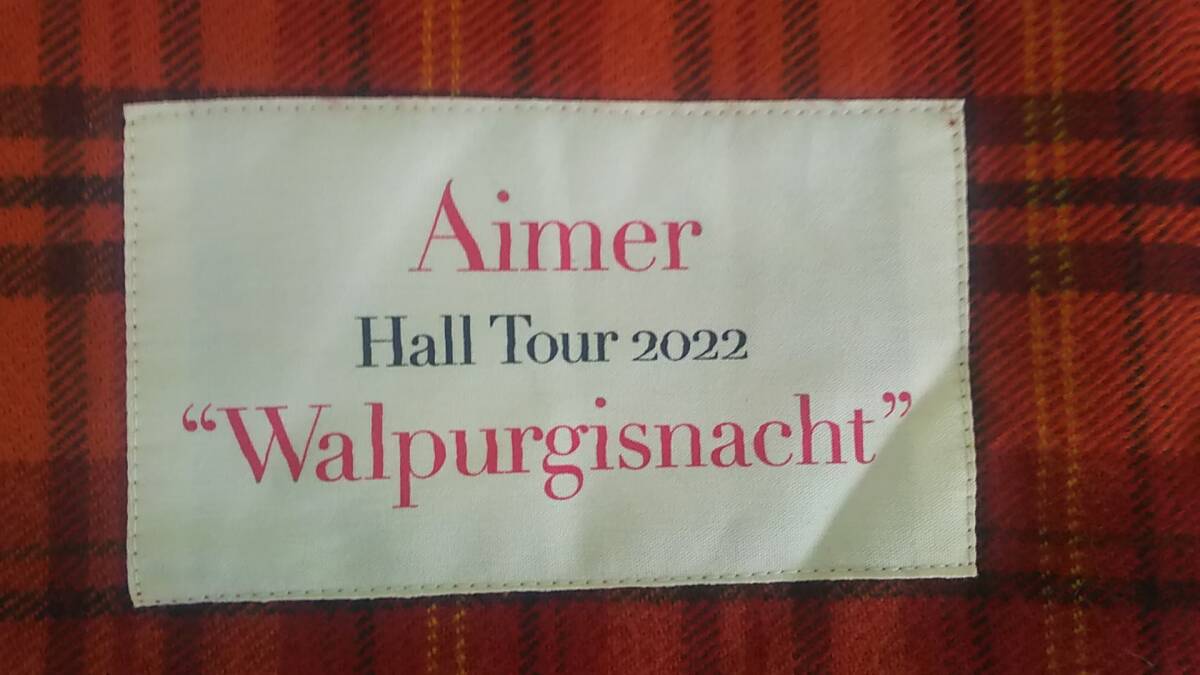 Aimer
Hall Tour 2022
“Walpurgisnacht”